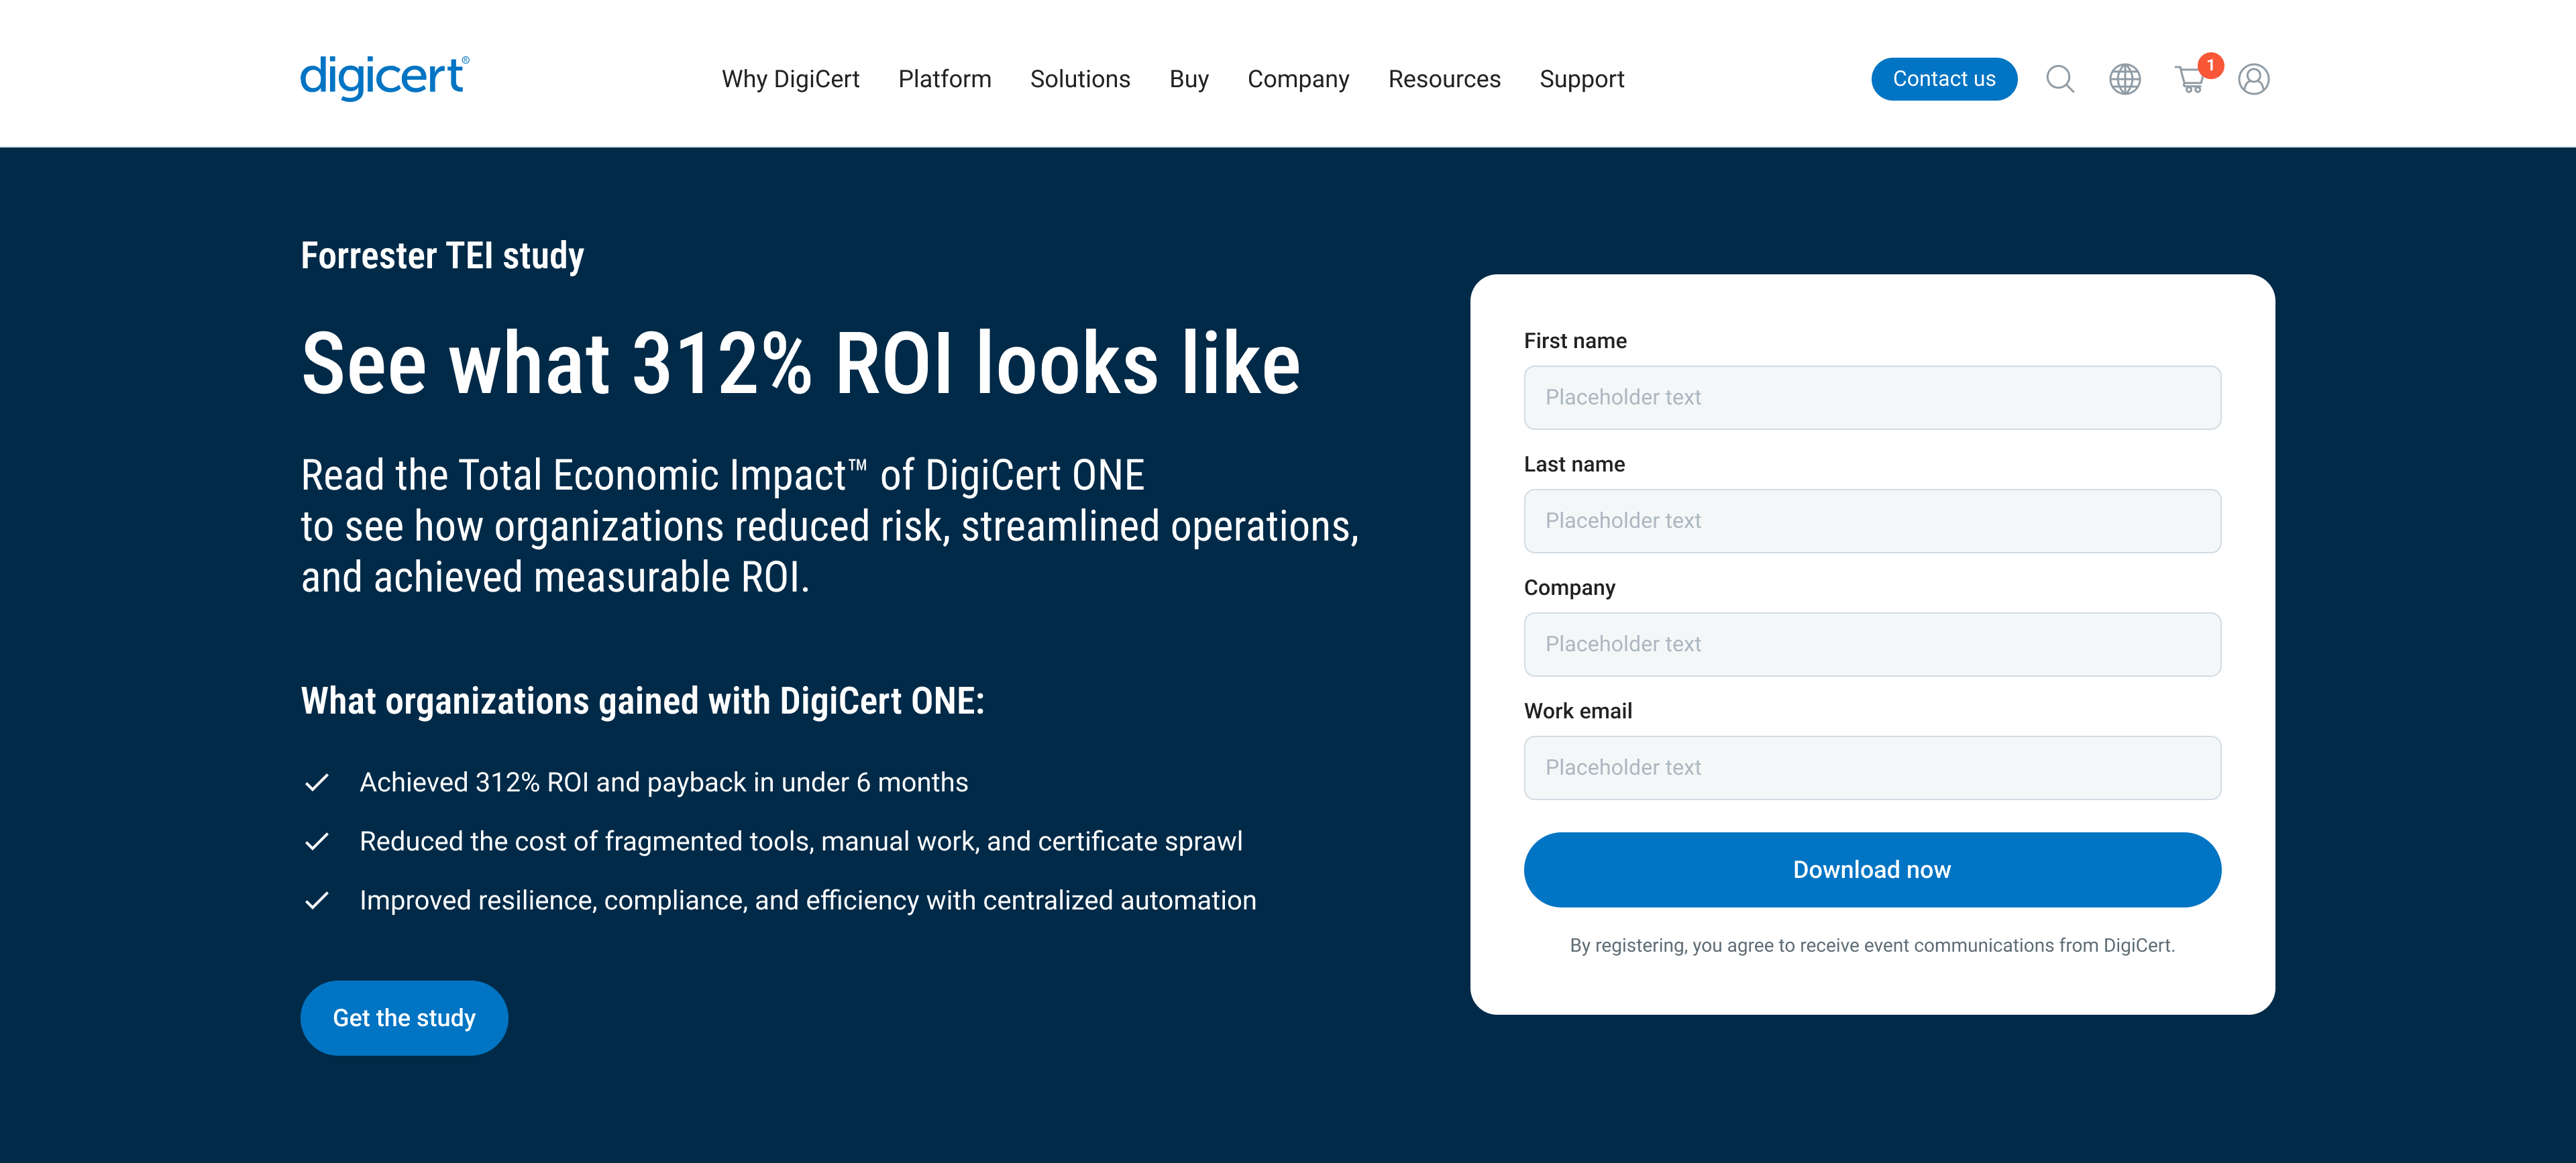 digicert®
Why DigiCert
Platform
Solutions
Buy
Company
Resources
Support
Contact us
1
Forrester TEI study
See what 312% ROI looks like
Read the Total Economic Impact™ of DigiCert ONE
to see how organizations reduced risk, streamlined operations,
and achieved measurable ROI.
What organizations gained with DigiCert ONE:
Achieved 312% ROI and payback in under 6 months
Reduced the cost of fragmented tools, manual work, and certificate sprawl
Improved resilience, compliance, and efficiency with centralized automation
Get the study
First name
Placeholder text
Last name
Placeholder text
Company
Placeholder text
Work email
Placeholder text
Download now
By registering, you agree to receive event communications from DigiCert.